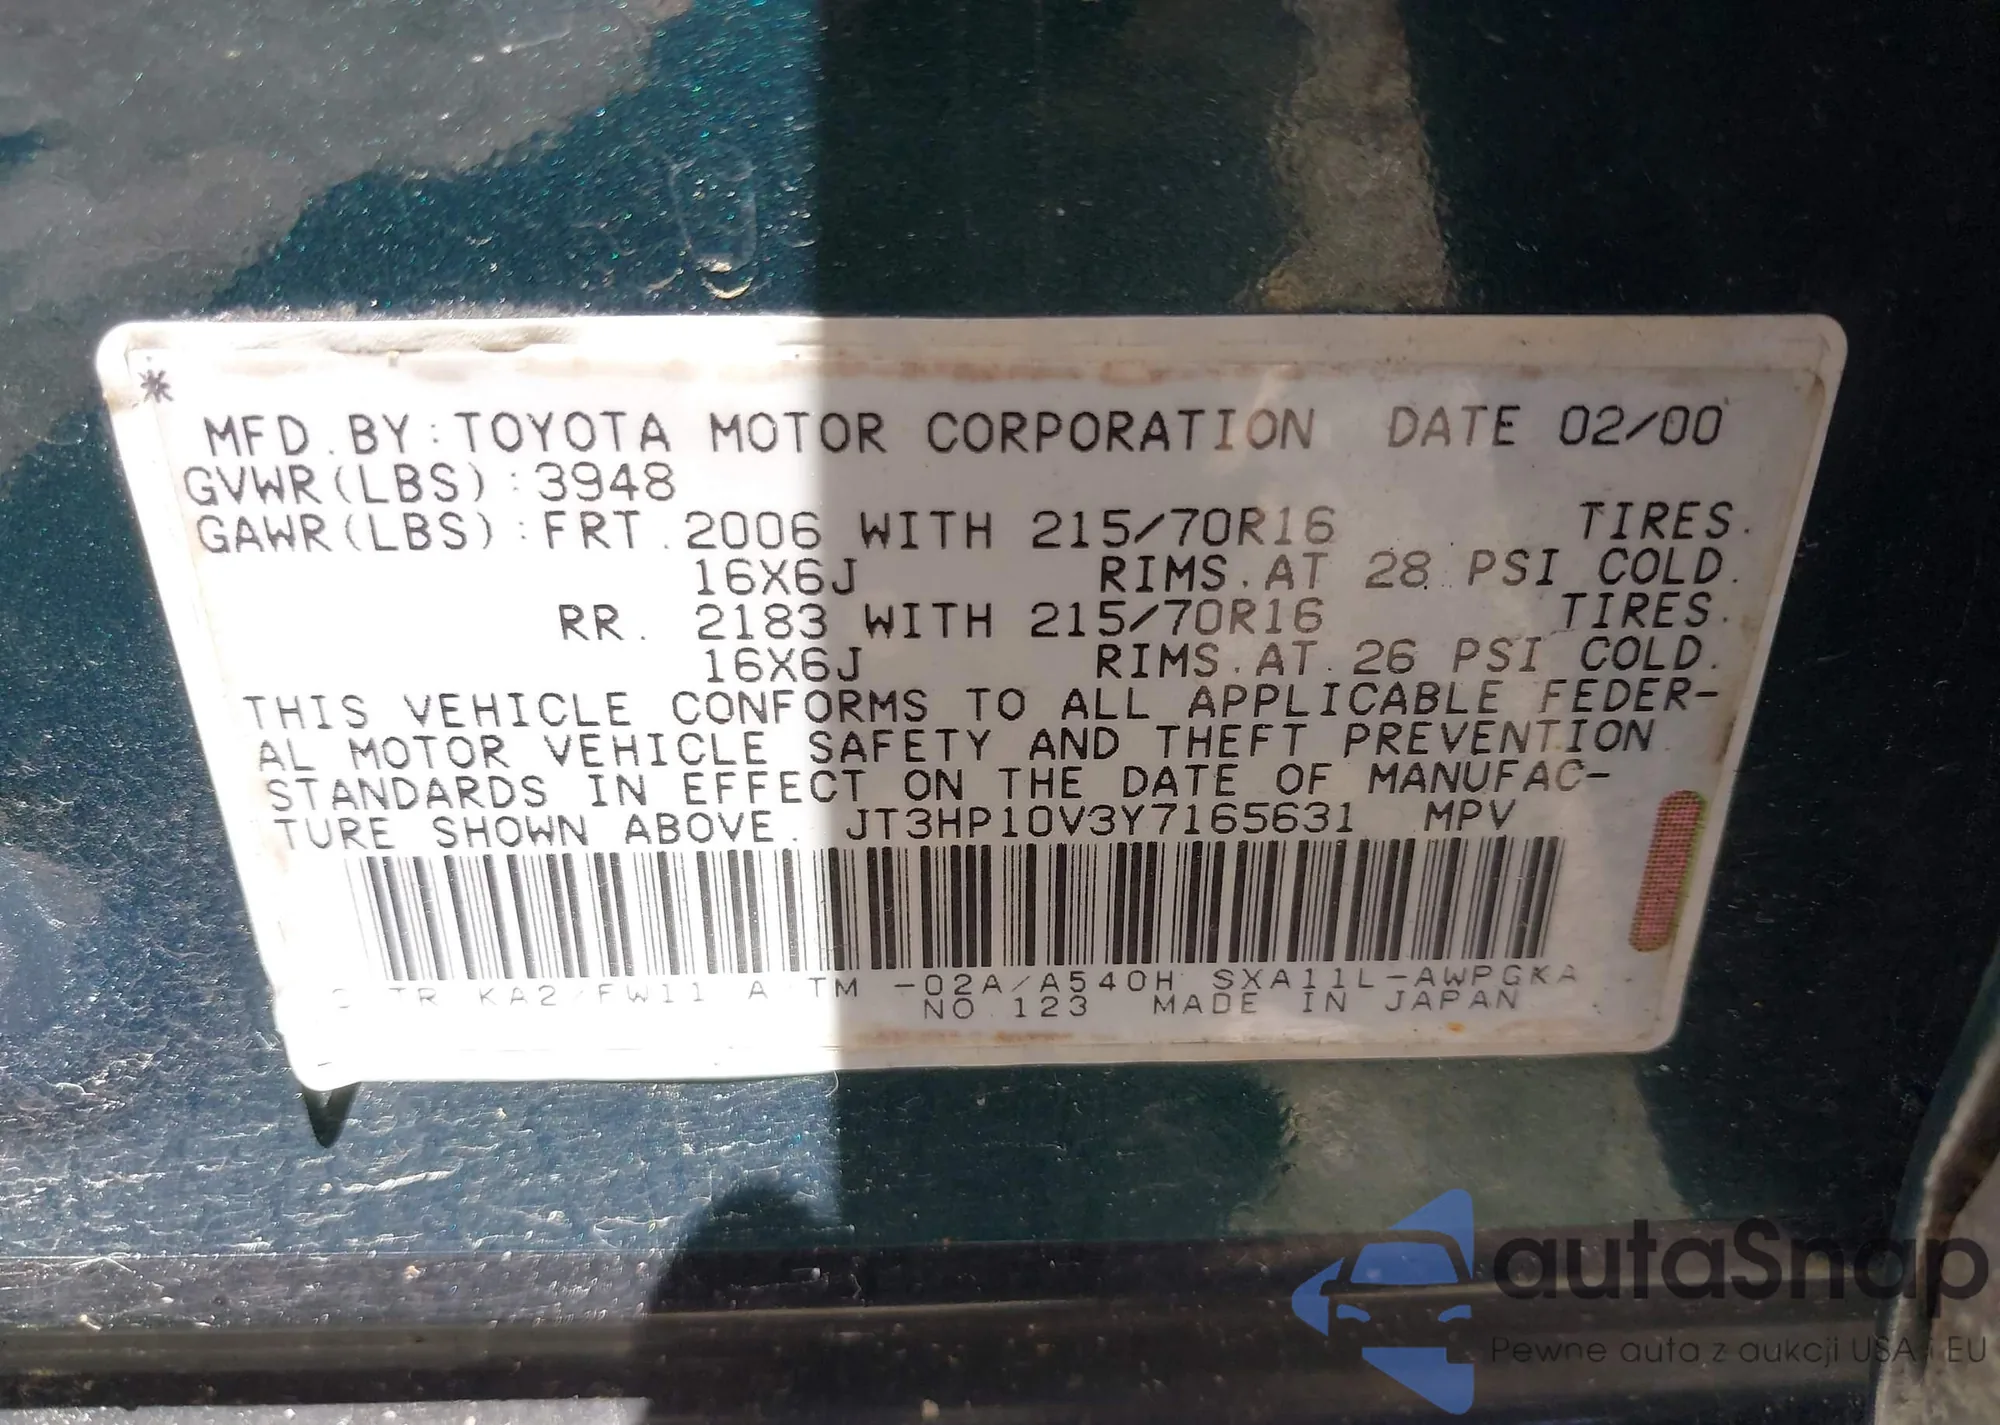 *
MFD. BY: TOYOTA MOTOR CORPORATION DATE 02/00
GVWR(LBS): 3948
GAWR(LBS): FRT. 2006 WITH 215/70R16 TIRES.
16X6J RIMS. AT 28 PSI COLD.
RR. 2183 WITH 215/70R16 TIRES.
16X6J RIMS. AT 26 PSI COLD.
THIS VEHICLE CONFORMS TO ALL APPLICABLE FEDER-
AL MOTOR VEHICLE SAFETY AND THEFT PREVENTION
STANDARDS IN EFFECT ON THE DATE OF MANUFAC-
TURE SHOWN ABOVE. JT3HP10V3Y7165631 MPV
TR KA2/FW11 A TM -02A/A540H SXA11L-AWPGKA
NO.123 MADE IN JAPAN
autaSnap
Pewne auta z aukcji USA i EU